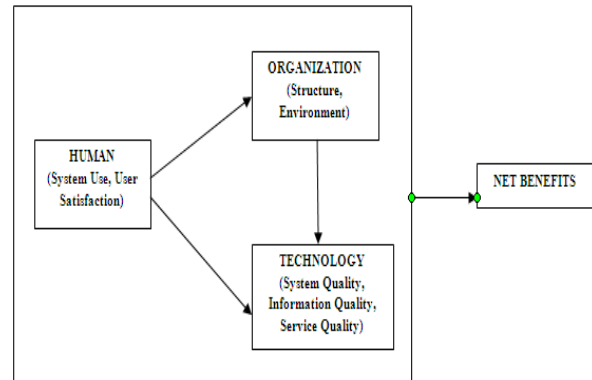 ORGANIZATION
(Structure,
Environment)
HUMAN
(System Use, User
Satisfaction)
NET BENEFITS
TECHNOLOGY
(System Quality,
Information Quality,
Service Quality)